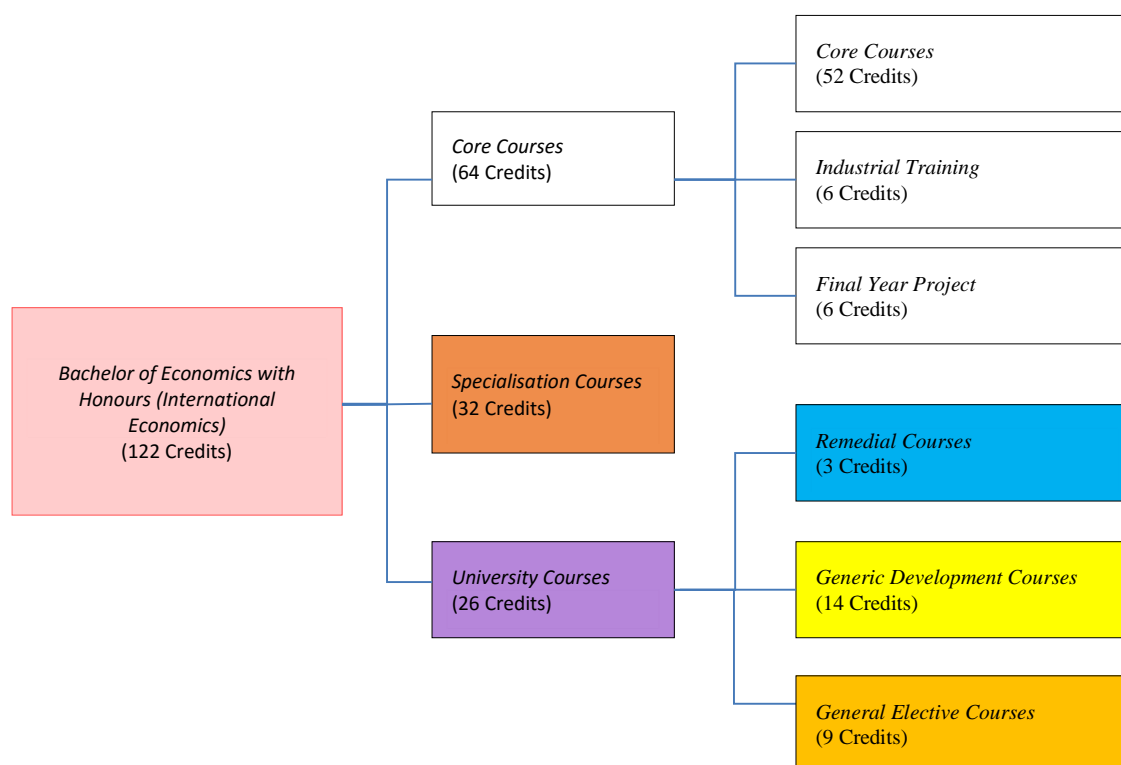 Bachelor of Economics with
Honours (International
Economics)
(122 Credits)
Core Courses
(64 Credits)
Core Courses
(52 Credits)
Industrial Training
(6 Credits)
Final Year Project
(6 Credits)
Specialisation Courses
(32 Credits)
University Courses
(26 Credits)
Remedial Courses
(3 Credits)
Generic Development Courses
(14 Credits)
General Elective Courses
(9 Credits)